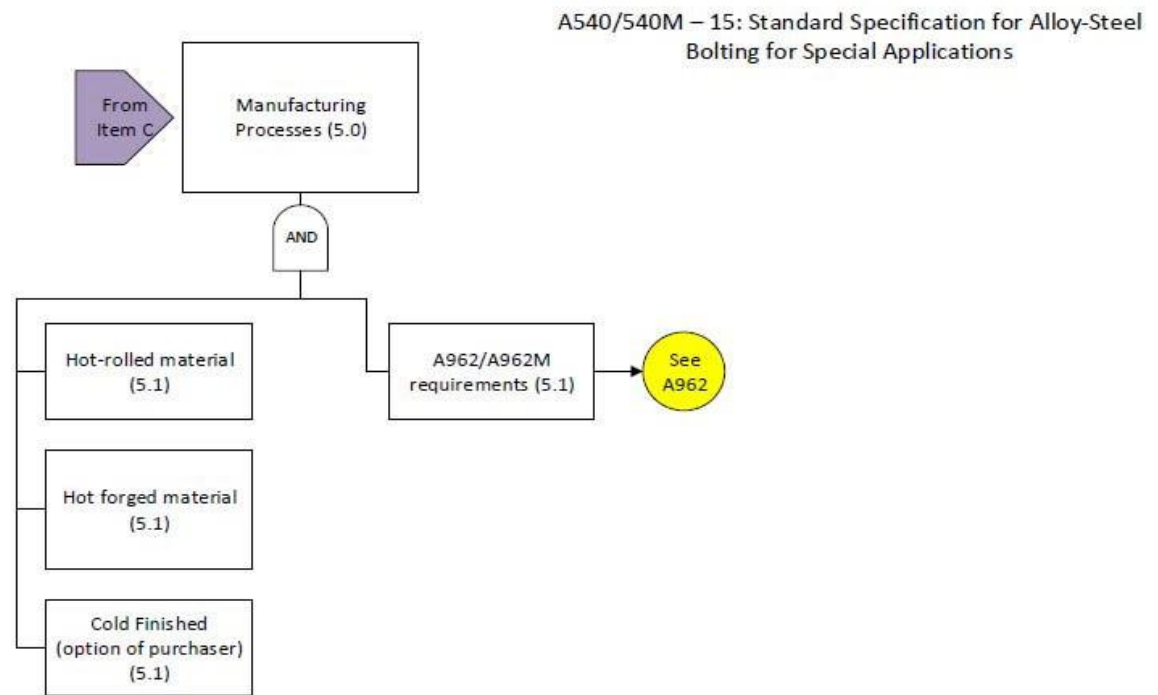 A540/540M – 15: Standard Specification for Alloy-Steel
Bolting for Special Applications
From
Item C
Manufacturing
Processes (5.0)
AND
Hot-rolled material
(5.1)
A962/A962M
requirements (5.1)
See
A962
Hot forged material
(5.1)
Cold Finished
(option of purchaser)
(5.1)